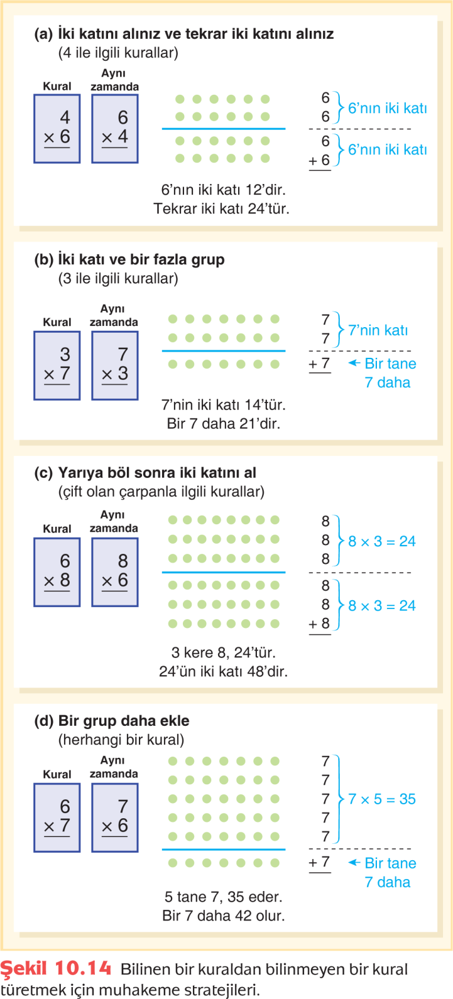 (a) İki katını alınız ve tekrar iki katını alınız
(4 ile ilgili kurallar)
Kural
Aynı
zamanda
4
× 6
6
× 4
6
6
6'nın iki katı
6
+ 6
6'nın iki katı
6'nın iki katı 12'dir.
Tekrar iki katı 24'tür.
(b) İki katı ve bir fazla grup
(3 ile ilgili kurallar)
Kural
Aynı
zamanda
3
× 7
7
× 3
7
7
7'nin katı
+ 7
Bir tane
7 daha
7'nin iki katı 14'tür.
Bir 7 daha 21'dir.
(c) Yarıya böl sonra iki katını al
(çift olan çarpanla ilgili kurallar)
Kural
Aynı
zamanda
6
× 8
8
× 6
8
8
8
8 × 3 = 24
8
8
+ 8
8 × 3 = 24
3 kere 8, 24'tür.
24'ün iki katı 48'dir.
(d) Bir grup daha ekle
(herhangi bir kural)
Kural
Aynı
zamanda
6
× 7
7
× 6
7
7
7
7
7
7 × 5 = 35
+ 7
Bir tane
7 daha
5 tane 7, 35 eder.
Bir 7 daha 42 olur.
Şekil 10.14 Bilinen bir kuraldan bilinmeyen bir kural
türetmek için muhakeme stratejileri.